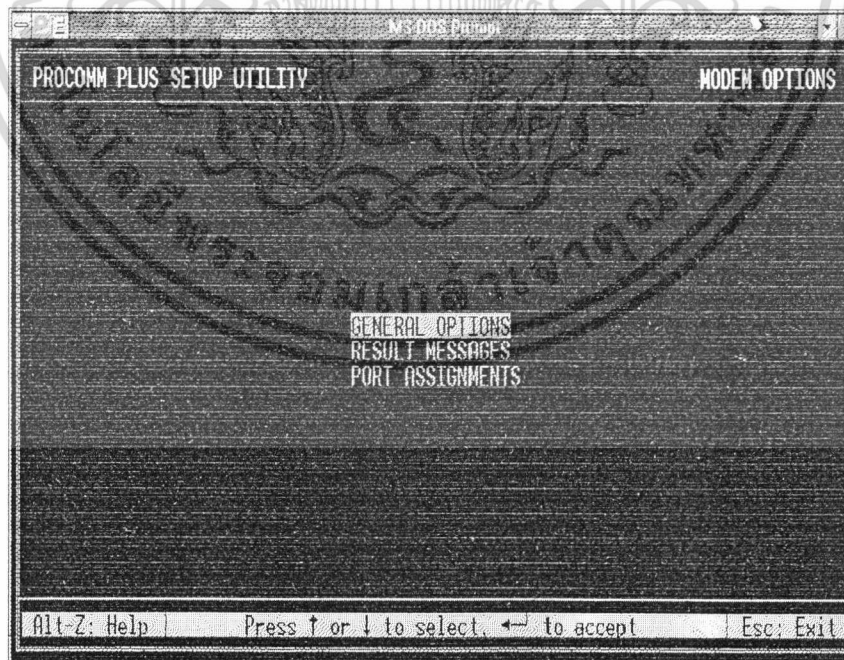 MS-DOS Prompt
PROCOMM PLUS SETUP UTILITY
MODEM OPTIONS
GENERAL OPTIONS
RESULT MESSAGES
PORT ASSIGNMENTS
Alt-Z: Help
Press ↑ or ↓ to select, ←┘ to accept
Esc: Exit